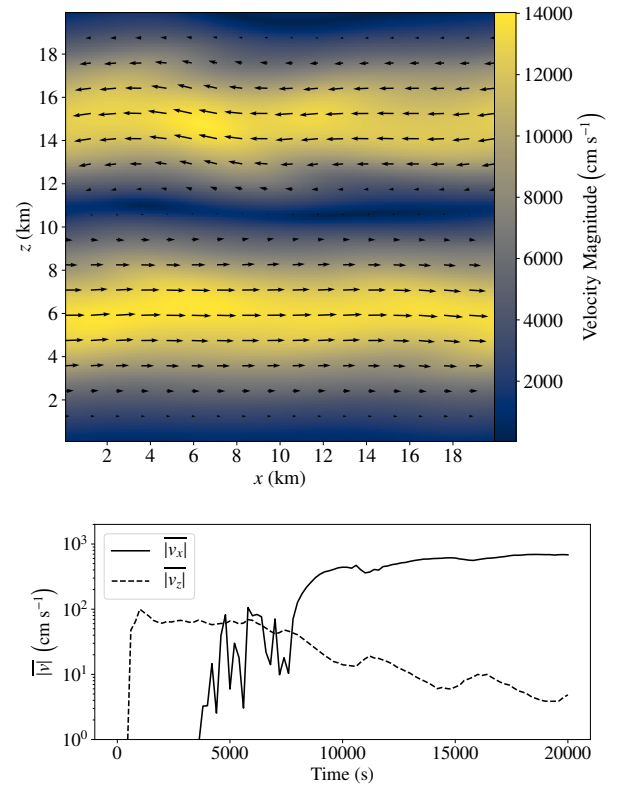 18
16
14
12
10
8
6
4
2
z (km)
2 4 6 8 10 12 14 16 18
x (km)
14000
12000
10000
8000
6000
4000
2000
Velocity Magnitude (cm s⁻¹)
10³
10²
10¹
10⁰
|v̅| (cm s⁻¹)
|vₓ|
|v_z|
0 5000 10000 15000 20000
Time (s)